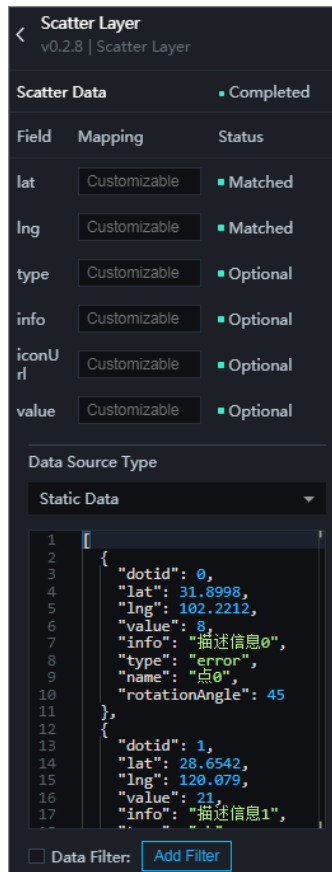 Scatter Layer
v0.2.8 | Scatter Layer
Scatter Data Completed
Field Mapping Status
lat Customizable Matched
lng Customizable Matched
type Customizable Optional
info Customizable Optional
iconU
rl Customizable Optional
value Customizable Optional
Data Source Type
Static Data
1 [
2 {
3 "dotid": 0,
4 "lat": 31.8998,
5 "lng": 102.2212,
6 "value": 8,
7 "info": "描述信息0",
8 "type": "error",
9 "name": "点0",
10 "rotationAngle": 45
11 },
12 {
13 "dotid": 1,
14 "lat": 28.6542,
15 "lng": 120.079,
16 "value": 21,
17 "info": "描述信息1",
Data Filter: Add Filter